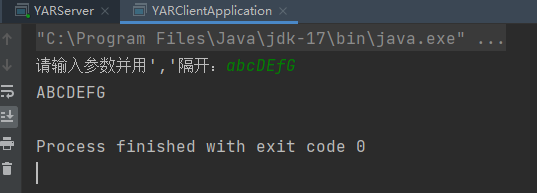 YARServer YARClientApplication
"C:\Program Files\Java\jdk-17\bin\java.exe" ...
请输入参数并用','隔开：abcDEfG
ABCDEFG
Process finished with exit code 0